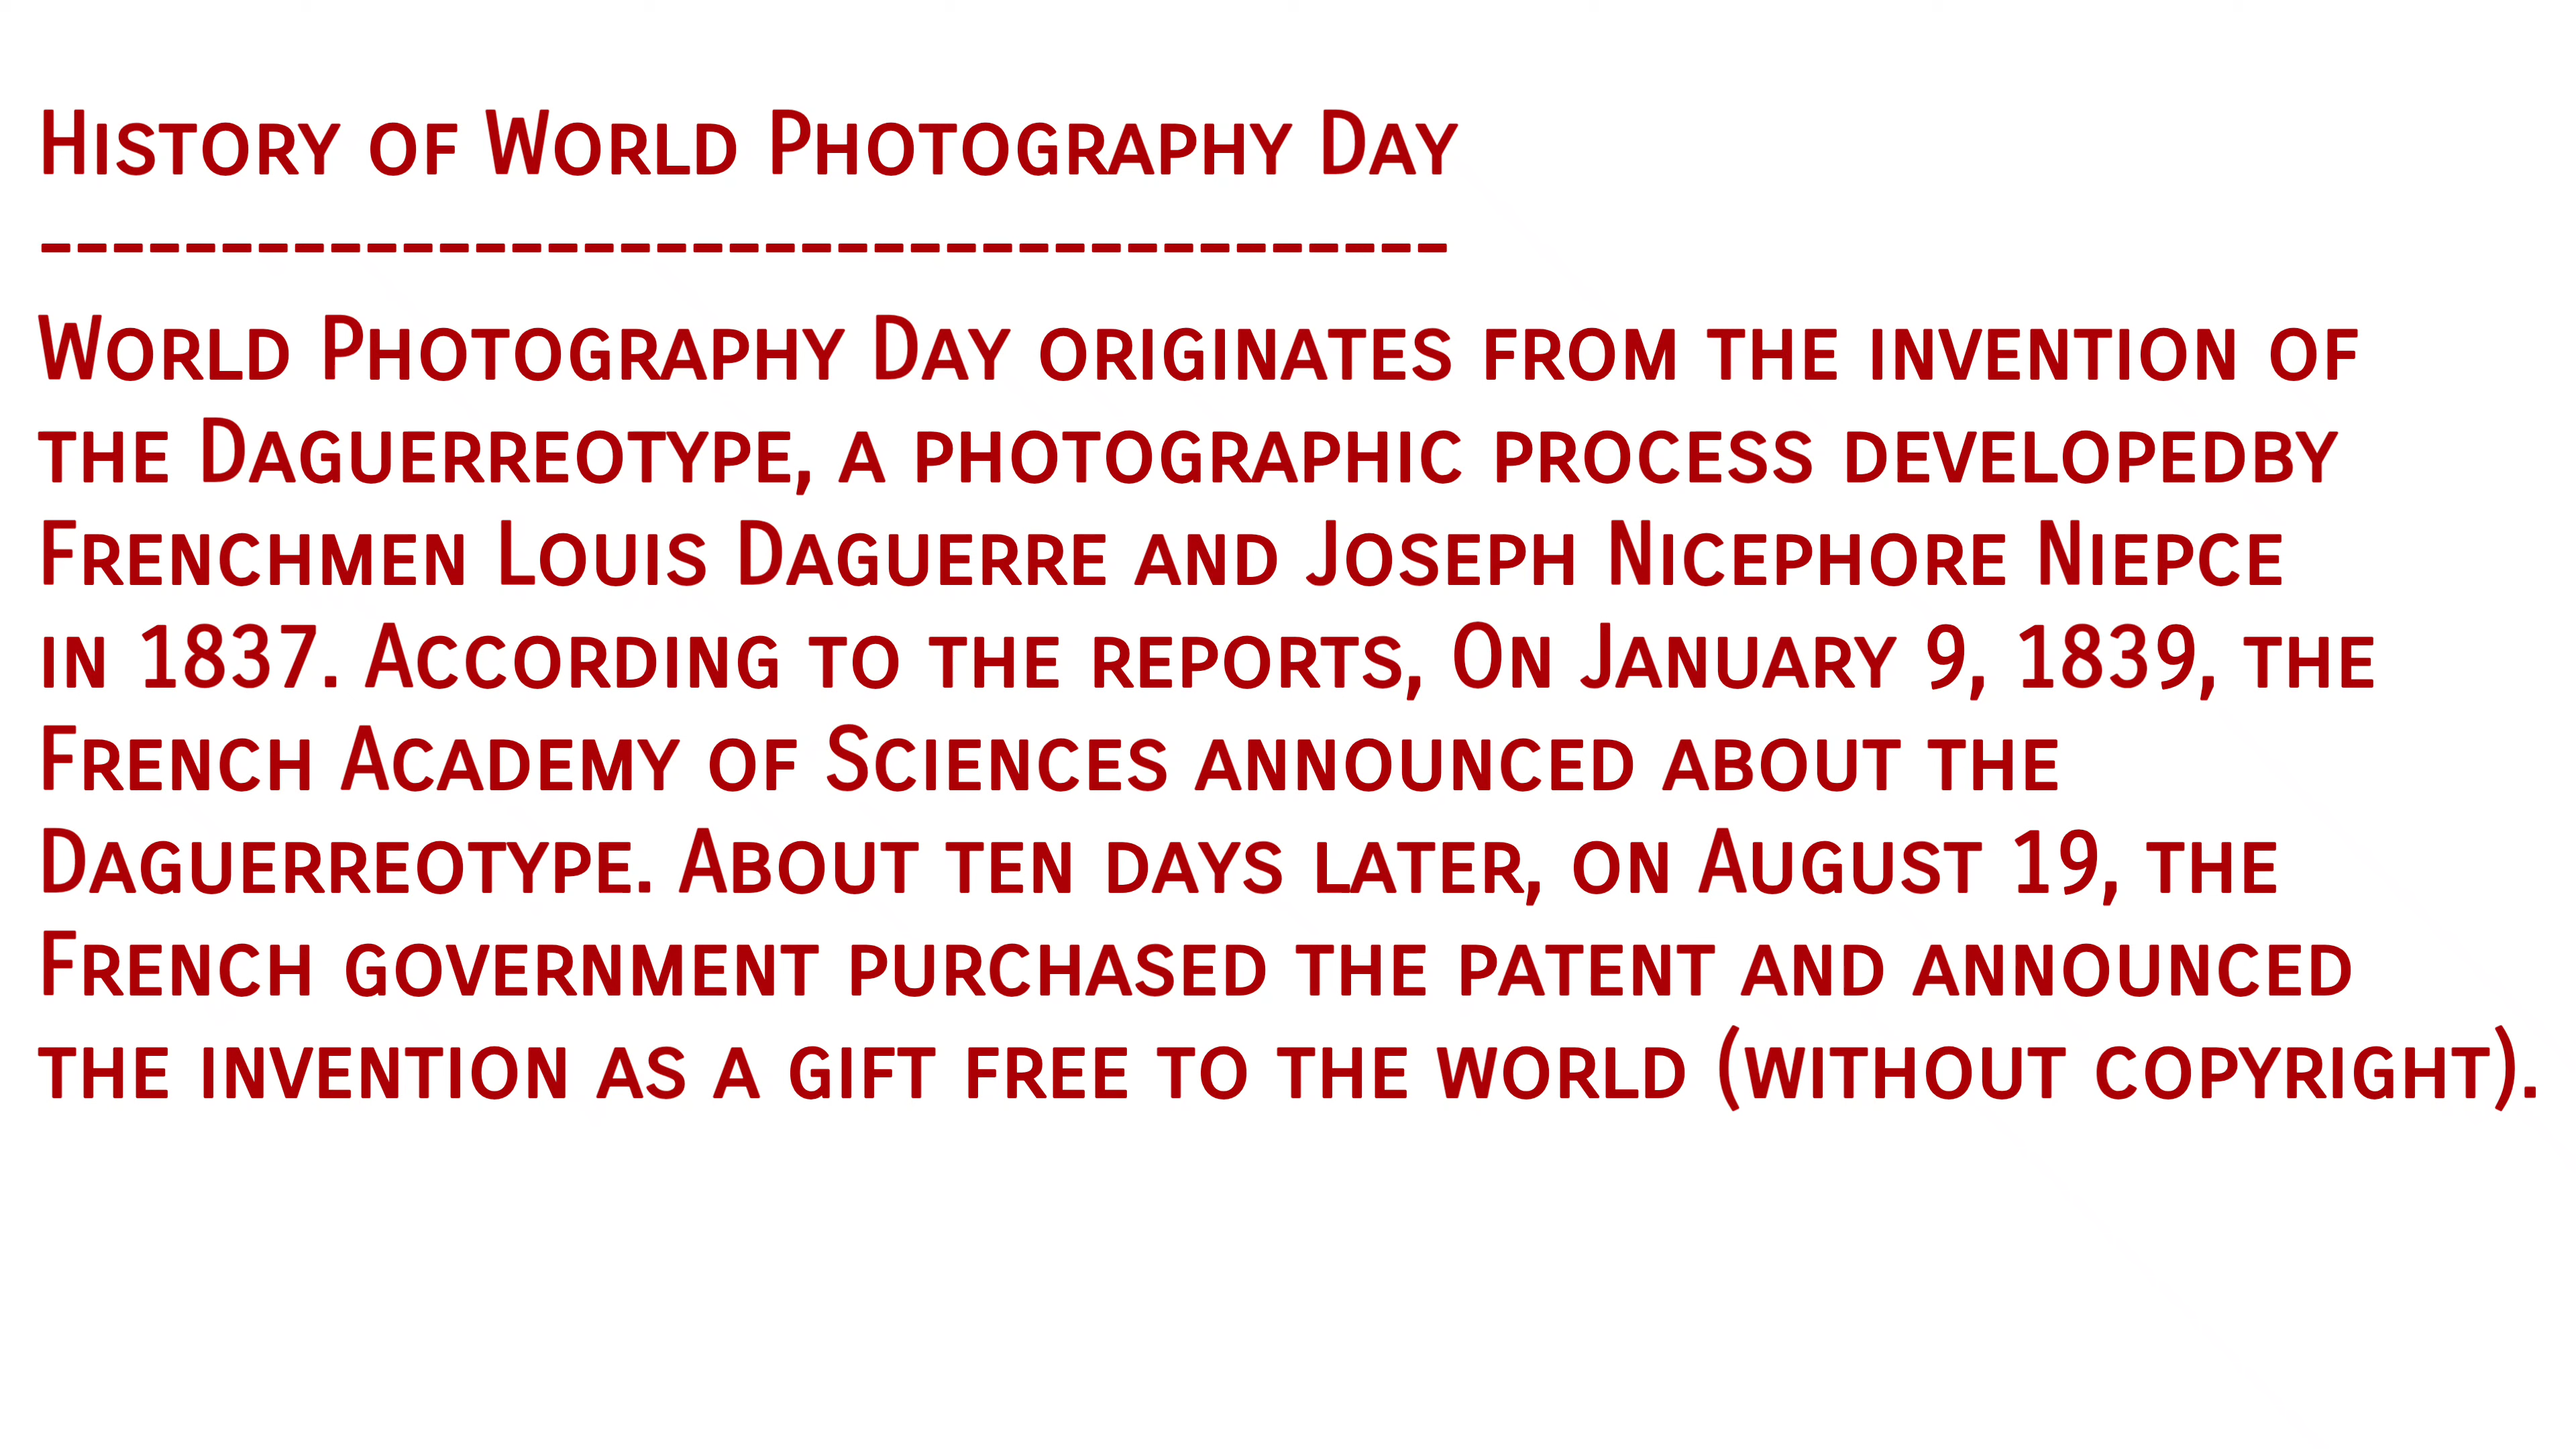 History of World Photography Day
---------------------------------------
World Photography Day originates from the invention of
the Daguerreotype, a photographic process developedby
Frenchmen Louis Daguerre and Joseph Nicephore Niepce
in 1837. According to the reports, On January 9, 1839, the
French Academy of Sciences announced about the
Daguerreotype. About ten days later, on August 19, the
French government purchased the patent and announced
the invention as a gift free to the world (without copyright).